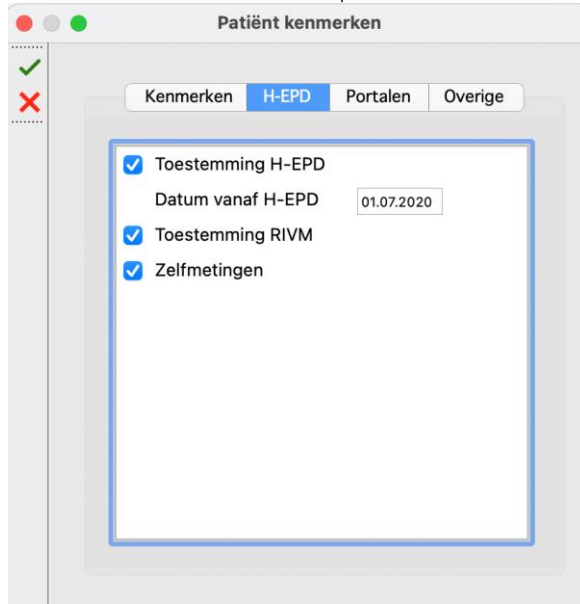 Patiënt kenmerken
Kenmerken H-EPD Portalen Overige
Toestemming H-EPD
Datum vanaf H-EPD 01.07.2020
Toestemming RIVM
Zelfmetingen